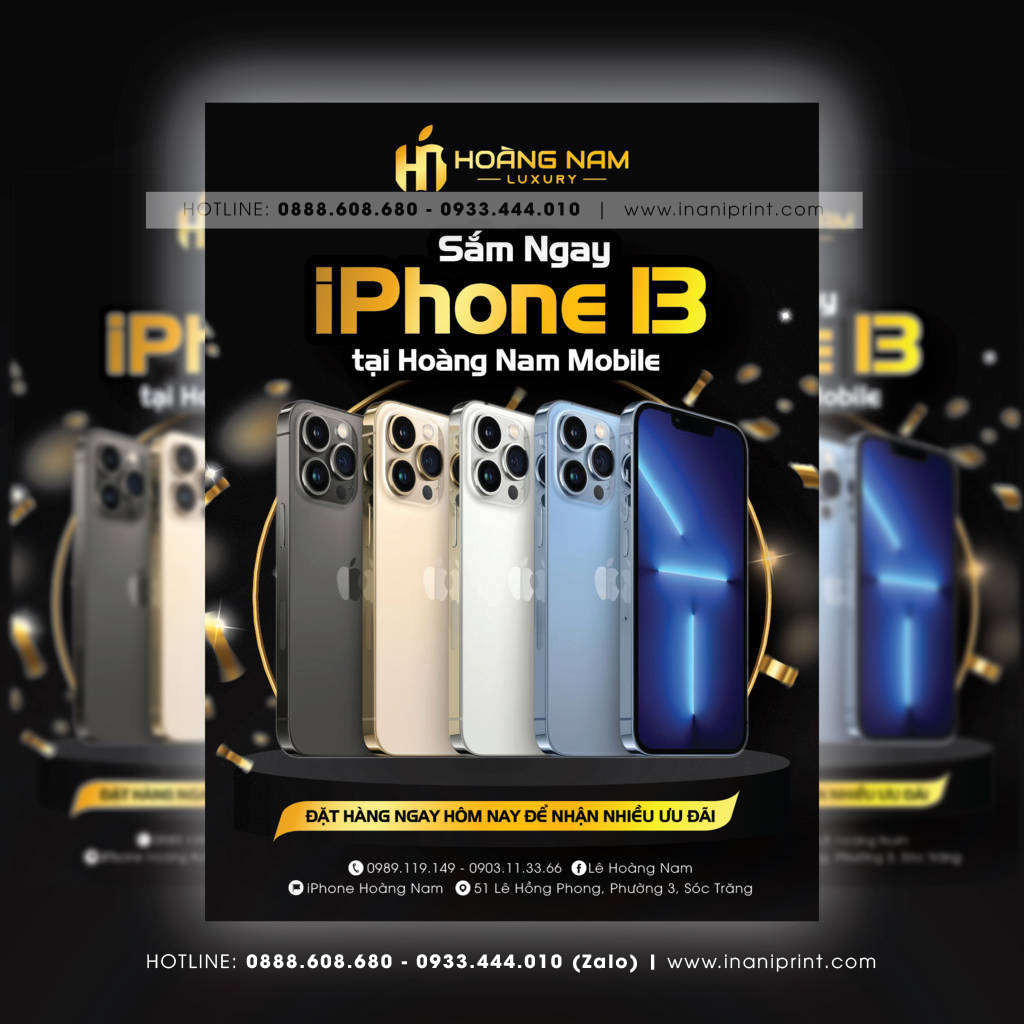 HOÀNG NAM
LUXURY
HOTLINE: 0888.608.680 - 0933.444.010 | www.inaniprint.com
Sắm Ngay
iPhone 13
tại Hoàng Nam Mobile
ĐẶT HÀNG NGAY HÔM NAY ĐỂ NHẬN NHIỀU ƯU ĐÃI
0989.119.149 - 0903.11.33.66 Lê Hoàng Nam
iPhone Hoàng Nam 51 Lê Hồng Phong, Phường 3, Sóc Trăng
HOTLINE: 0888.608.680 - 0933.444.010 (Zalo) | www.inaniprint.com